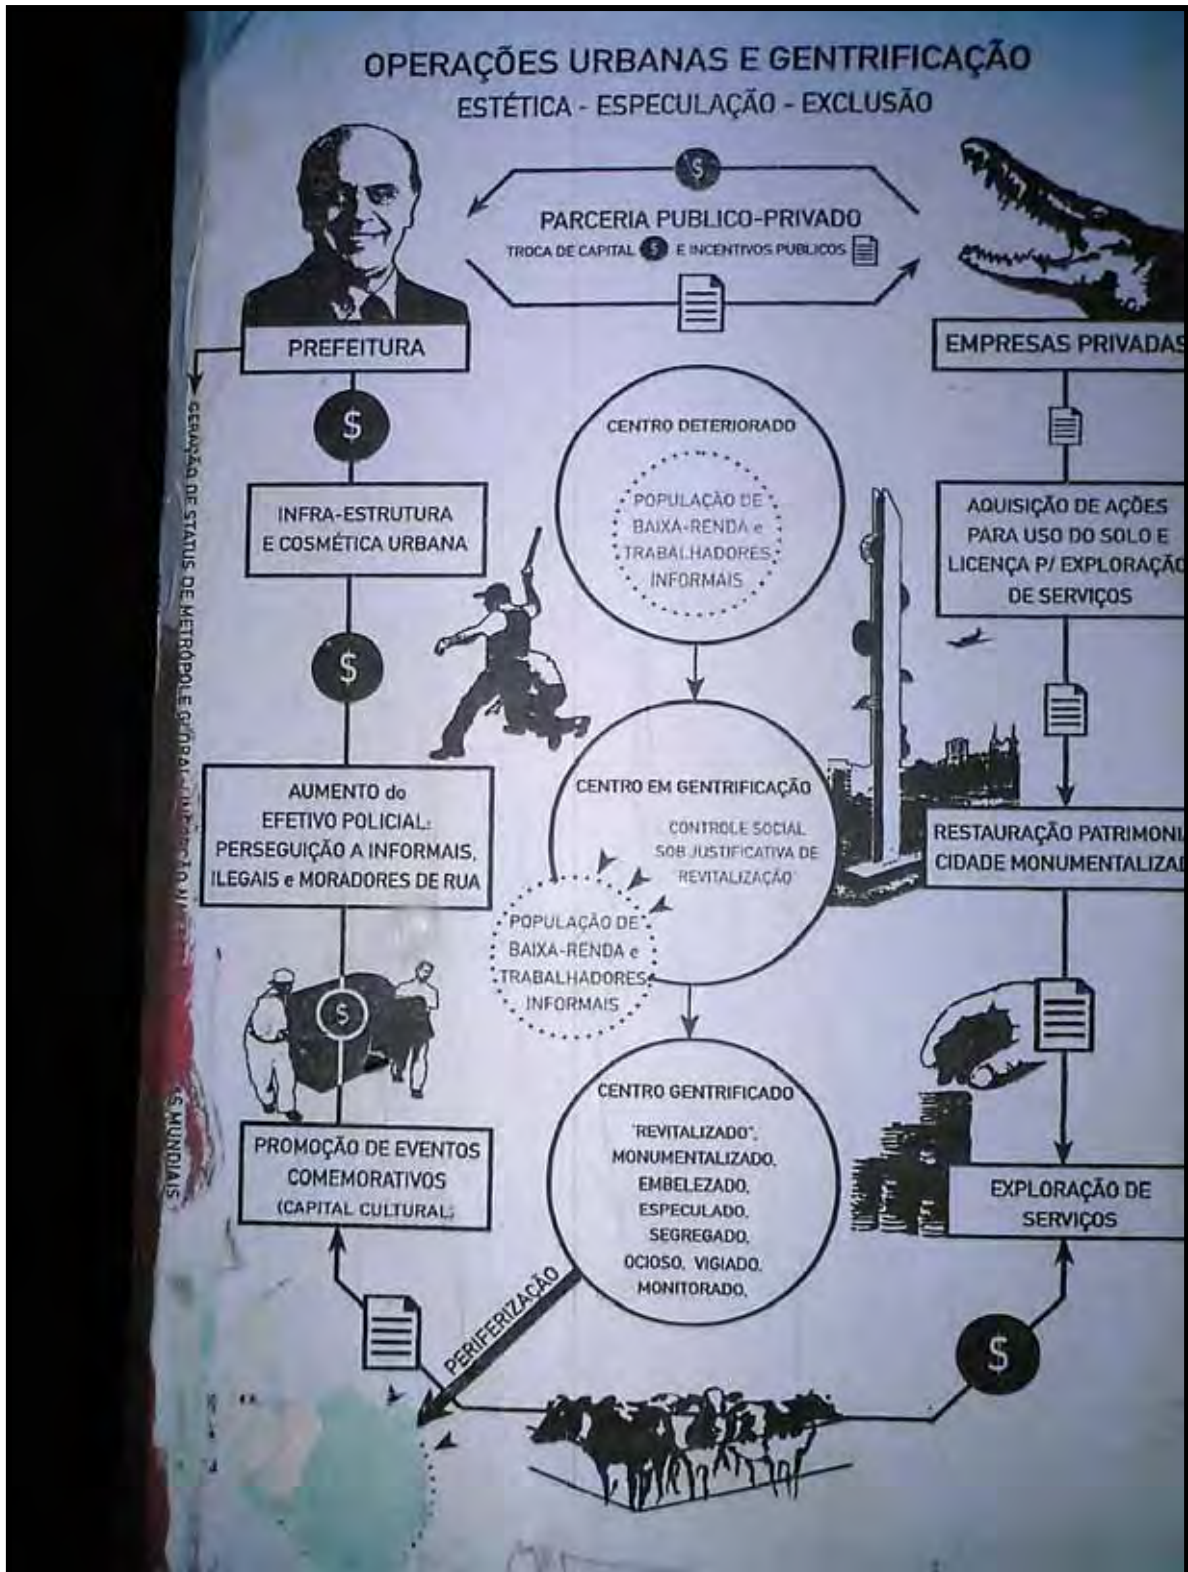 OPERAÇÕES URBANAS E GENTRIFICAÇÃO
ESTÉTICA - ESPECULAÇÃO - EXCLUSÃO
$
PARCERIA PUBLICO-PRIVADO
TROCA DE CAPITAL $ E INCENTIVOS PUBLICOS
PREFEITURA
EMPRESAS PRIVADAS
GERAÇÃO DE STATUS DE METRÓPOLE
S MUNDIAIS
$
INFRA-ESTRUTURA
E COSMÉTICA URBANA
$
AUMENTO do
EFETIVO POLICIAL:
PERSEGUIÇÃO A INFORMAIS,
ILEGAIS e MORADORES DE RUA
$
PROMOÇÃO DE EVENTOS
COMEMORATIVOS
(CAPITAL CULTURAL)
CENTRO DETERIORADO
POPULAÇÃO DE
BAIXA-RENDA e
TRABALHADORES
INFORMAIS
CENTRO EM GENTRIFICAÇÃO
CONTROLE SOCIAL
SOB JUSTIFICATIVA DE
REVITALIZAÇÃO
POPULAÇÃO DE
BAIXA-RENDA e
TRABALHADORES
INFORMAIS
CENTRO GENTRIFICADO
"REVITALIZADO",
MONUMENTALIZADO,
EMBELEZADO,
ESPECULADO,
SEGREGADO,
OCIOSO, VIGIADO,
MONITORADO,
PERIFERIZAÇÃO
AQUISIÇÃO DE AÇÕES
PARA USO DO SOLO E
LICENÇA P/ EXPLORAÇÃO
DE SERVIÇOS
RESTAURAÇÃO PATRIMONI
CIDADE MONUMENTALIZAD
EXPLORAÇÃO DE
SERVIÇOS
$